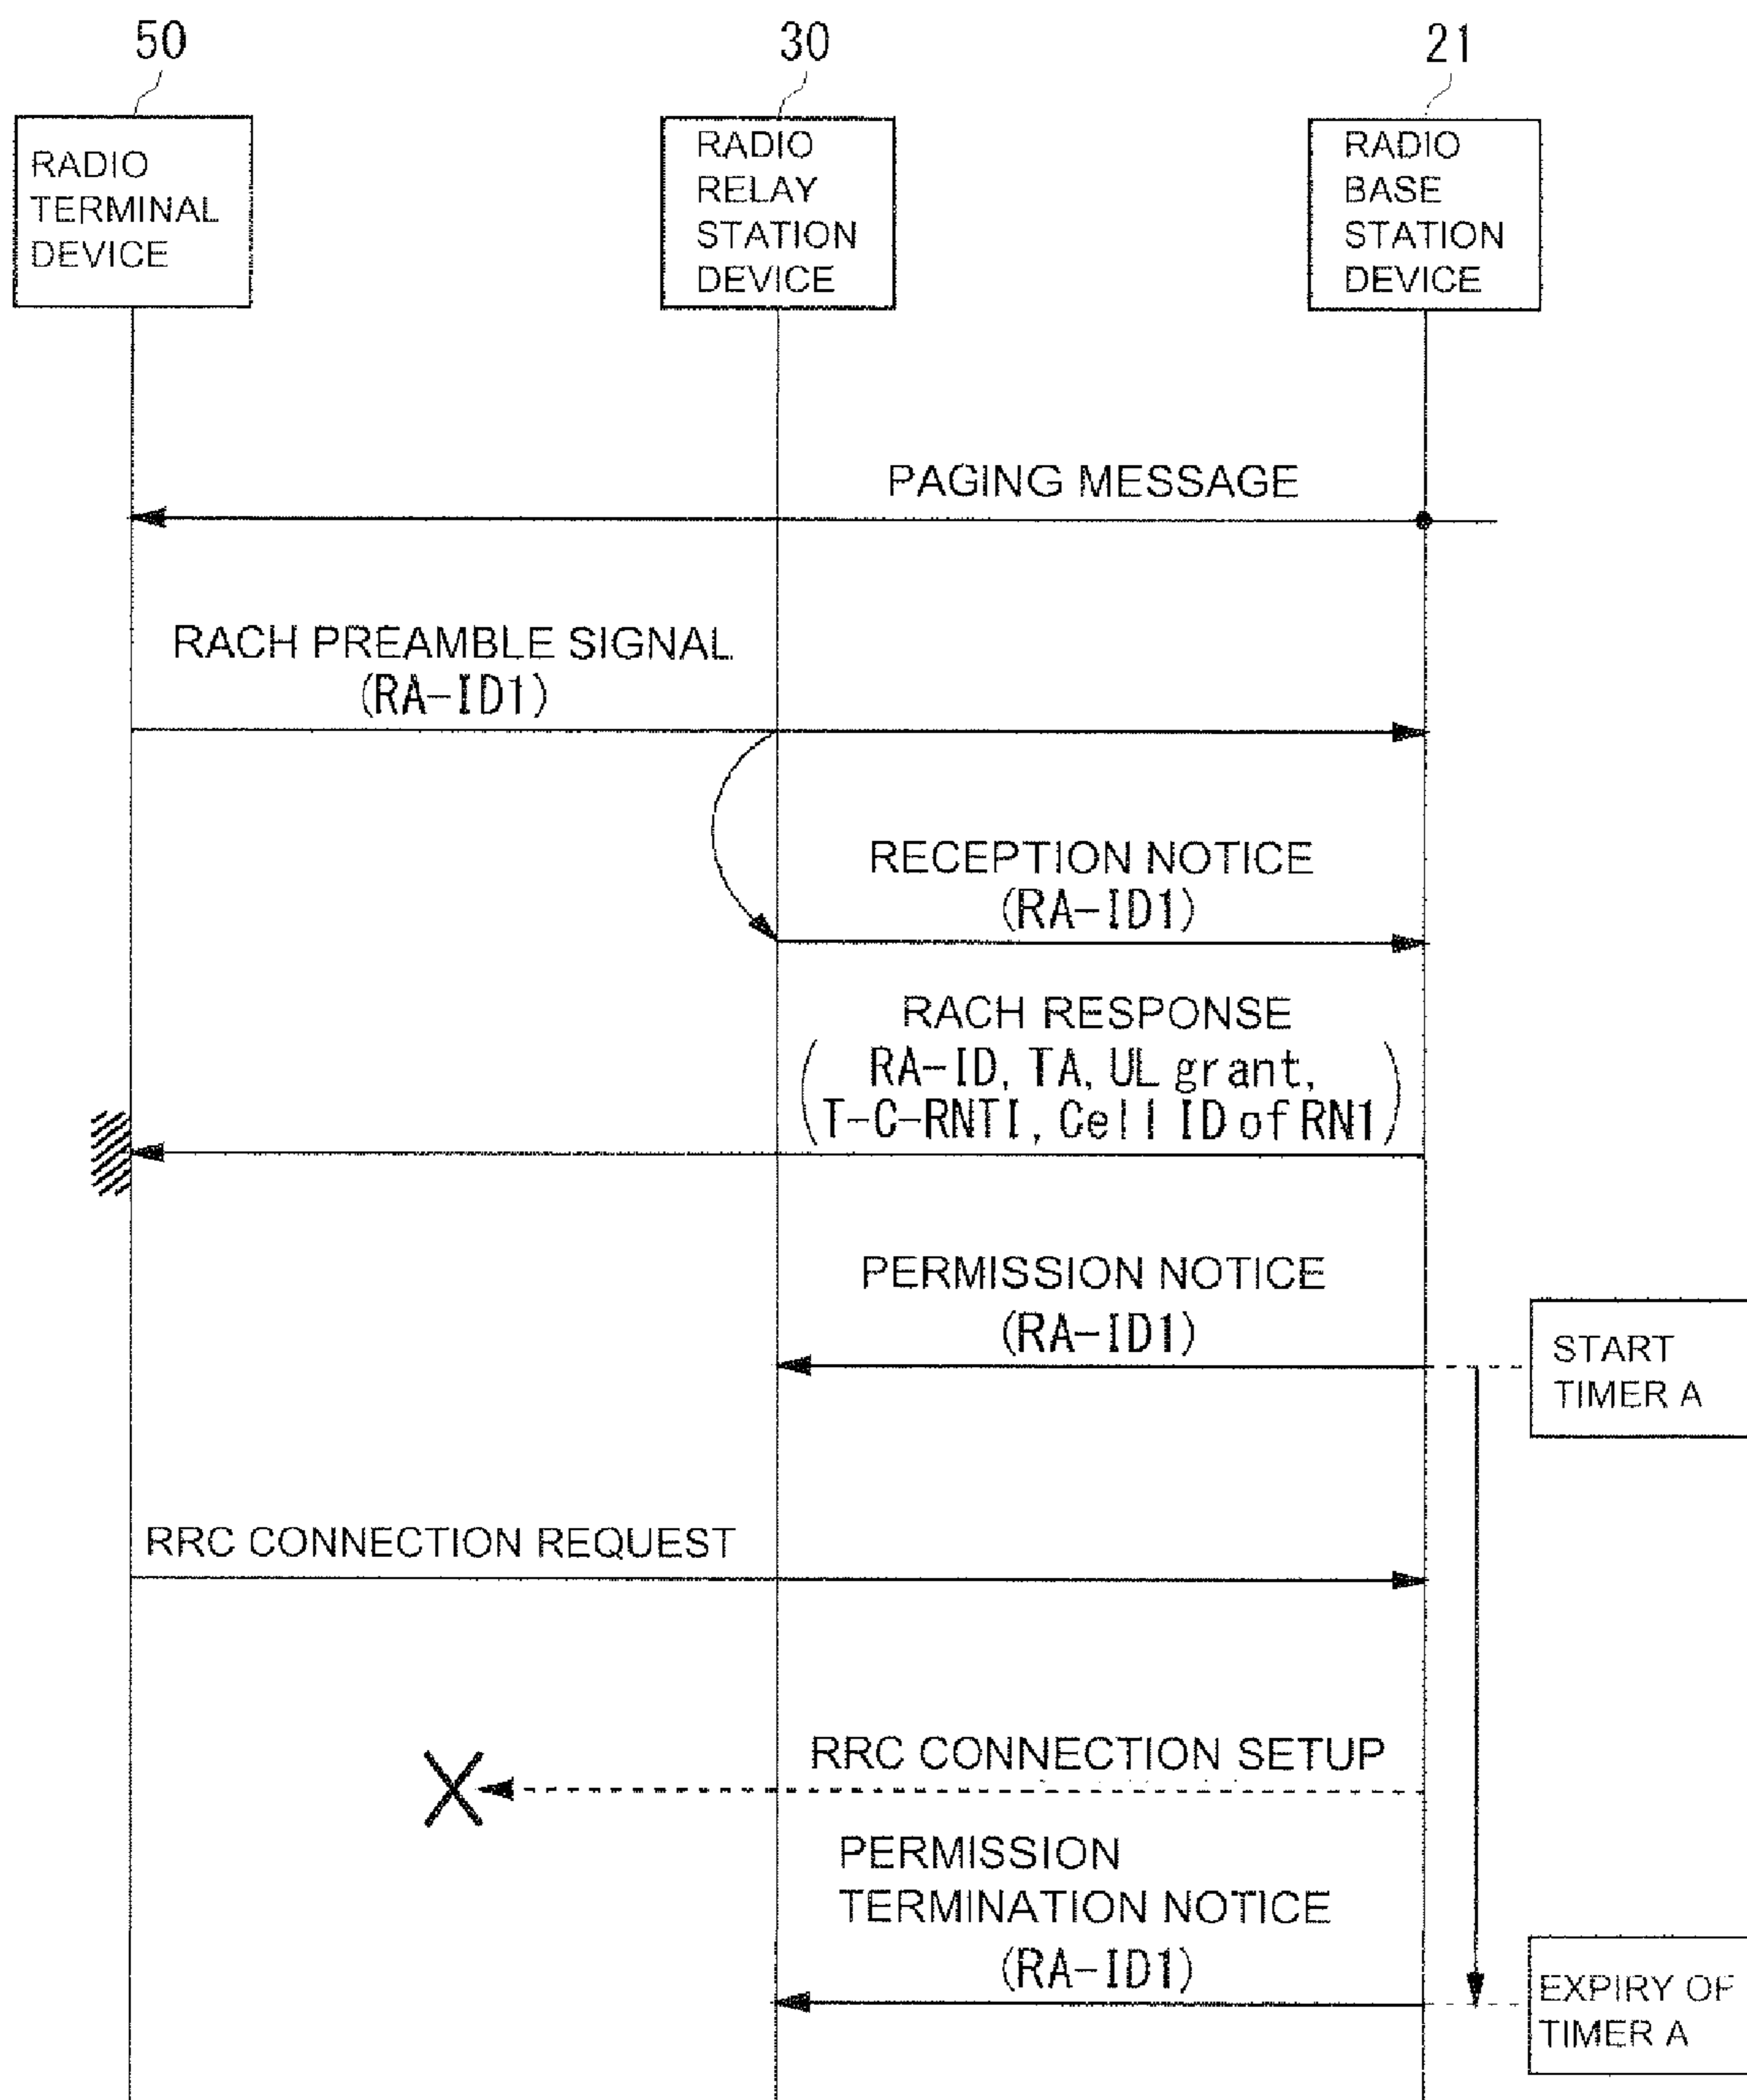 50
30
21
RADIO
TERMINAL
DEVICE
RADIO
RELAY
STATION
DEVICE
RADIO
BASE
STATION
DEVICE
PAGING MESSAGE
RACH PREAMBLE SIGNAL
(RA-ID1)
RECEPTION NOTICE
(RA-ID1)
RACH RESPONSE
(RA-ID, TA, UL grant,
T-C-RNTI, Cell ID of RN1)
PERMISSION NOTICE
(RA-ID1)
START
TIMER A
RRC CONNECTION REQUEST
RRC CONNECTION SETUP
PERMISSION
TERMINATION NOTICE
(RA-ID1)
EXPIRY OF
TIMER A